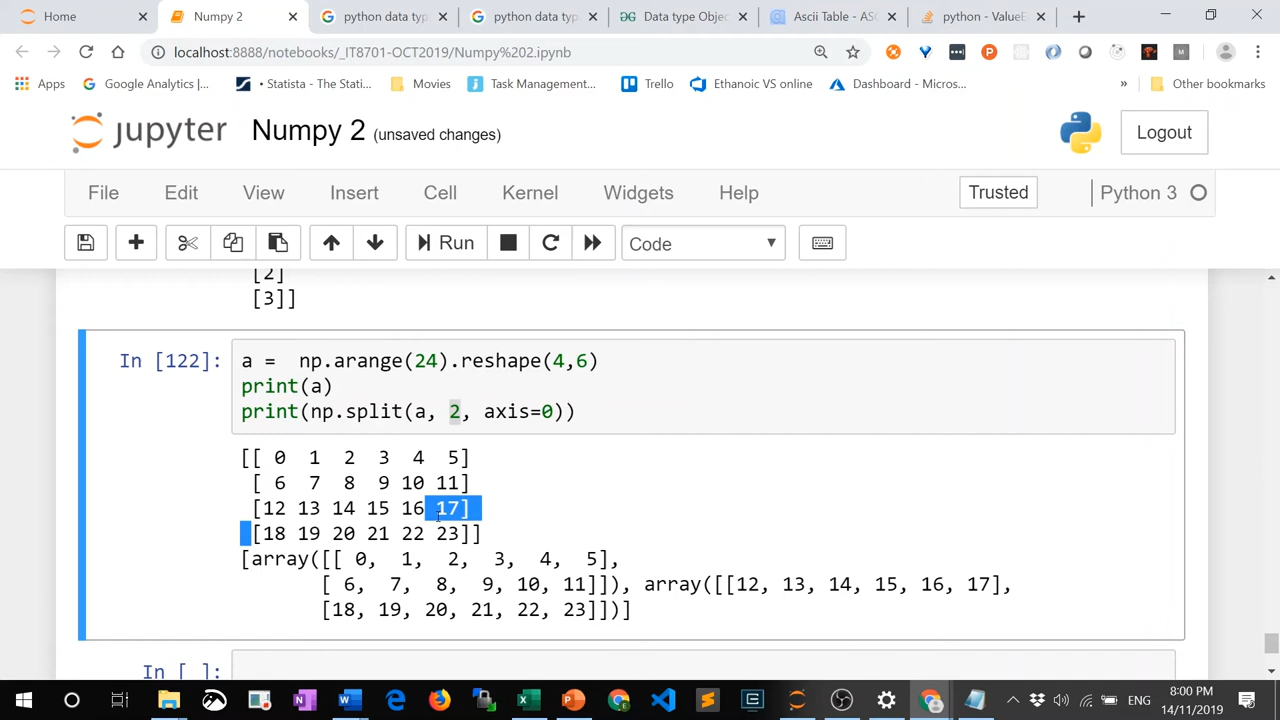 Home
Numpy 2
python data typ
python data typ
Data type Objec
Ascii Table - ASC
python - ValueE
localhost:8888/notebooks/_IT8701-OCT2019/Numpy%202.ipynb
Apps
Google Analytics |...
• Statista - The Stati...
Movies
Task Management...
Trello
Ethanoic VS online
Dashboard - Micros...
»
Other bookmarks
jupyter Numpy 2 (unsaved changes)
Logout
File Edit View Insert Cell Kernel Widgets Help
Trusted
Python 3
Run
Code
[2]
[3]]
In [122]:
a =  np.arange(24).reshape(4,6)
print(a)
print(np.split(a, 2, axis=0))
[[ 0  1  2  3  4  5]
[ 6  7  8  9 10 11]
[12 13 14 15 16 17]
[18 19 20 21 22 23]]
[array([[ 0,  1,  2,  3,  4,  5],
[ 6,  7,  8,  9, 10, 11]]), array([[12, 13, 14, 15, 16, 17],
[18, 19, 20, 21, 22, 23]])]
In [ ]:
ENG
8:00 PM
14/11/2019